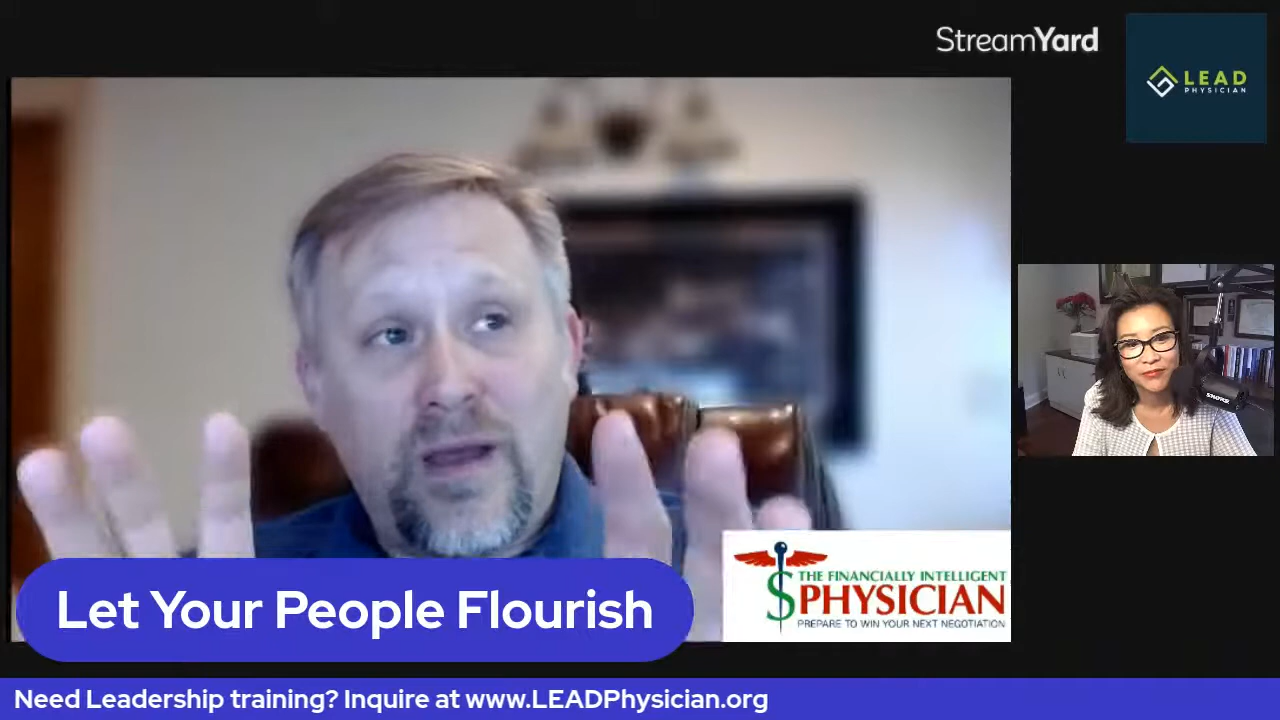 StreamYard
LEAD
PHYSICIAN
SHURE
Let Your People Flourish
THE FINANCIALLY INTELLIGENT
$PHYSICIAN
PREPARE TO WIN YOUR NEXT NEGOTIATION
Need Leadership training? Inquire at www.LEADPhysician.org